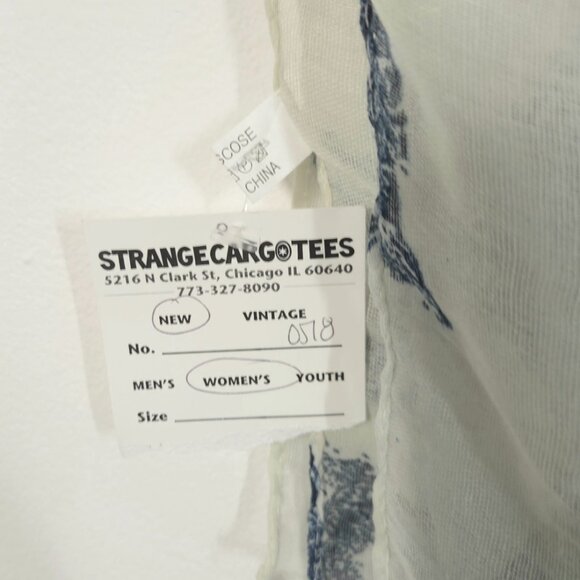 SCOSE
CHINA
STRANGECARGOTEES
5216 N Clark St, Chicago IL 60640
773-327-8090
NEW VINTAGE
No. 0578
MEN'S WOMEN'S YOUTH
Size